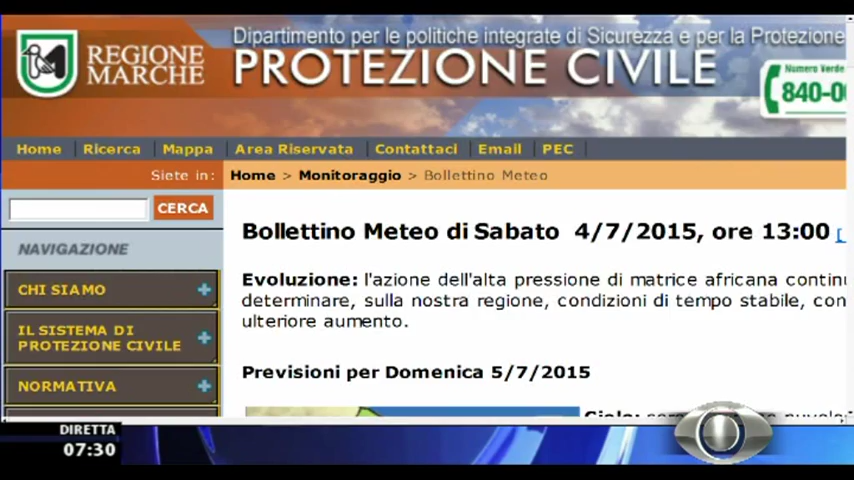 REGIONE
MARCHE
Dipartimento per le politiche integrate di Sicurezza e per la Protezione
PROTEZIONE CIVILE
Numero Verde
840-0
Home Ricerca Mappa Area Riservata Contattaci Email PEC
Siete in: Home > Monitoraggio > Bollettino Meteo
CERCA
NAVIGAZIONE
CHI SIAMO
IL SISTEMA DI
PROTEZIONE CIVILE
NORMATIVA
Bollettino Meteo di Sabato 4/7/2015, ore 13:00 [
Evoluzione: l'azione dell'alta pressione di matrice africana continu
determinare, sulla nostra regione, condizioni di tempo stabile, con
ulteriore aumento.
Previsioni per Domenica 5/7/2015
DIRETTA
07:30